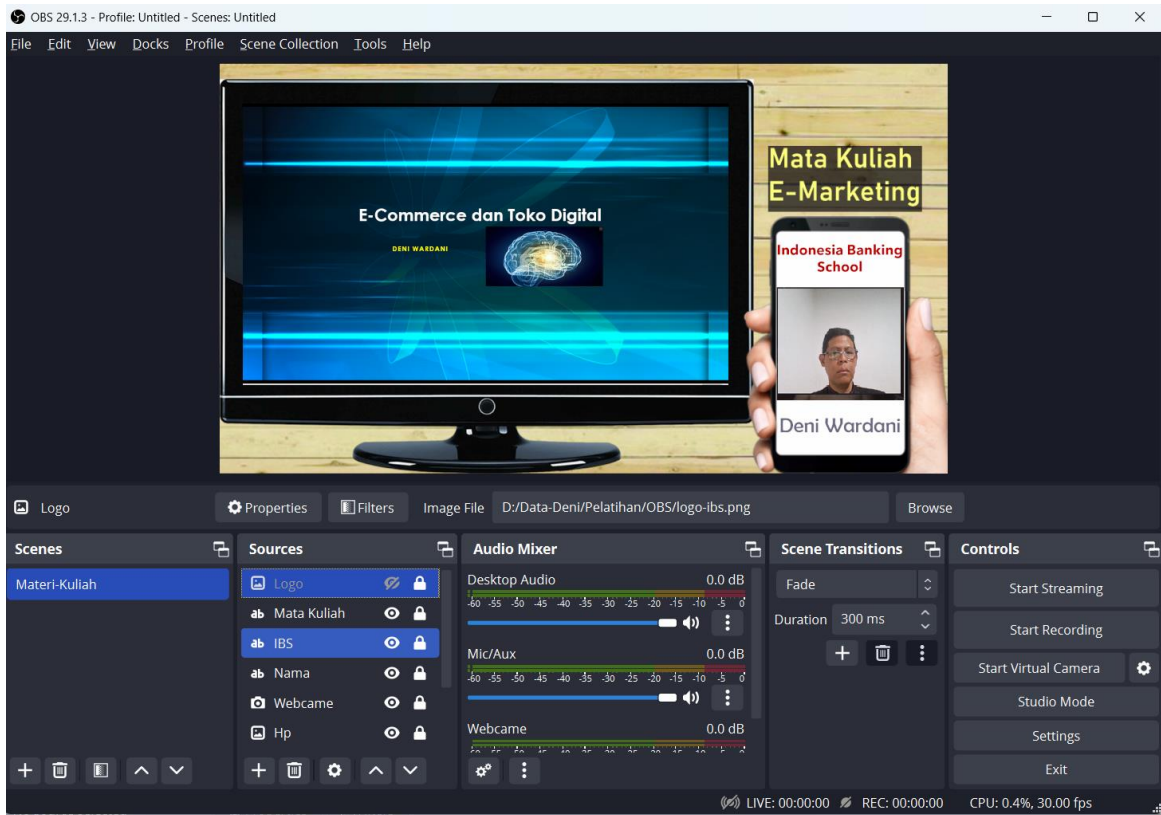 OBS 29.1.3 - Profile: Untitled - Scenes: Untitled
File Edit View Docks Profile Scene Collection Tools Help
Mata Kuliah
E-Marketing
E-Commerce dan Toko Digital
DENI WARDANI
Indonesia Banking
School
Deni Wardani
Logo Properties Filters Image File D:/Data-Deni/Pelatihan/OBS/logo-ibs.png Browse
Scenes
Materi-Kuliah
Sources
Logo
ab Mata Kuliah
ab IBS
ab Nama
Webcame
Hp
Audio Mixer
Desktop Audio 0.0 dB
-60 -55 -50 -45 -40 -35 -30 -25 -20 -15 -10 -5 0
Mic/Aux 0.0 dB
-60 -55 -50 -45 -40 -35 -30 -25 -20 -15 -10 -5 0
Webcame 0.0 dB
Scene Transitions
Fade
Duration 300 ms
Controls
Start Streaming
Start Recording
Start Virtual Camera
Studio Mode
Settings
Exit
LIVE: 00:00:00 REC: 00:00:00 CPU: 0.4%, 30.00 fps